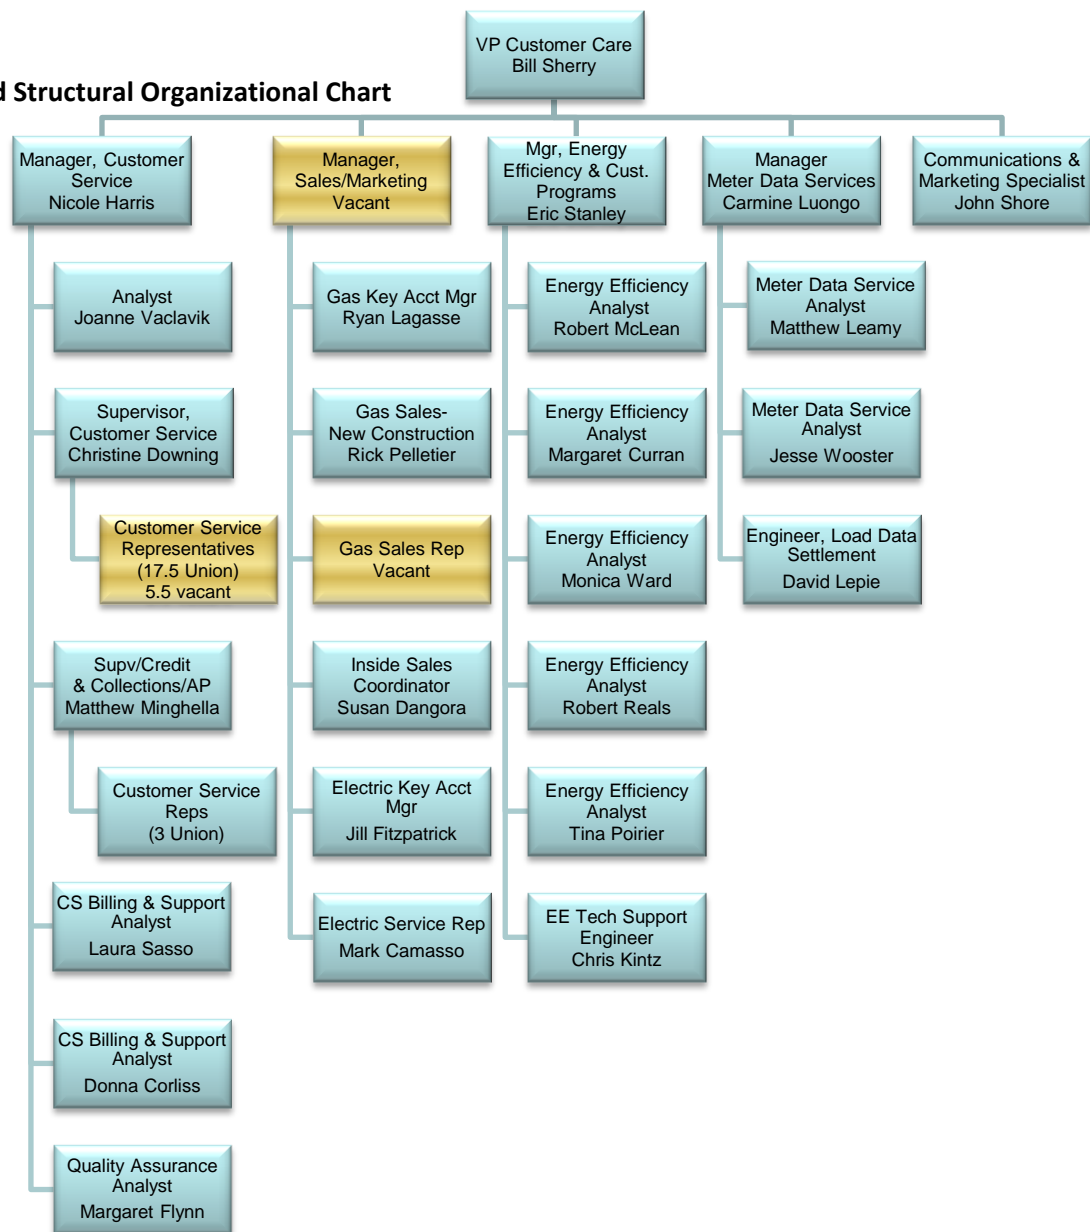 VP Customer Care
Bill Sherry
d Structural Organizational Chart
Manager, Customer
Service
Nicole Harris
Manager,
Sales/Marketing
Vacant
Mgr, Energy
Efficiency & Cust.
Programs
Eric Stanley
Manager
Meter Data Services
Carmine Luongo
Communications &
Marketing Specialist
John Shore
Analyst
Joanne Vaclavik
Supervisor,
Customer Service
Christine Downing
Customer Service
Representatives
(17.5 Union)
5.5 vacant
Supv/Credit
& Collections/AP
Matthew Minghella
Customer Service
Reps
(3 Union)
CS Billing & Support
Analyst
Laura Sasso
CS Billing & Support
Analyst
Donna Corliss
Quality Assurance
Analyst
Margaret Flynn
Gas Key Acct Mgr
Ryan Lagasse
Gas Sales-
New Construction
Rick Pelletier
Gas Sales Rep
Vacant
Inside Sales
Coordinator
Susan Dangora
Electric Key Acct
Mgr
Jill Fitzpatrick
Electric Service Rep
Mark Camasso
Energy Efficiency
Analyst
Robert McLean
Energy Efficiency
Analyst
Margaret Curran
Energy Efficiency
Analyst
Monica Ward
Energy Efficiency
Analyst
Robert Reals
Energy Efficiency
Analyst
Tina Poirier
EE Tech Support
Engineer
Chris Kintz
Meter Data Service
Analyst
Matthew Leamy
Meter Data Service
Analyst
Jesse Wooster
Engineer, Load Data
Settlement
David Lepie